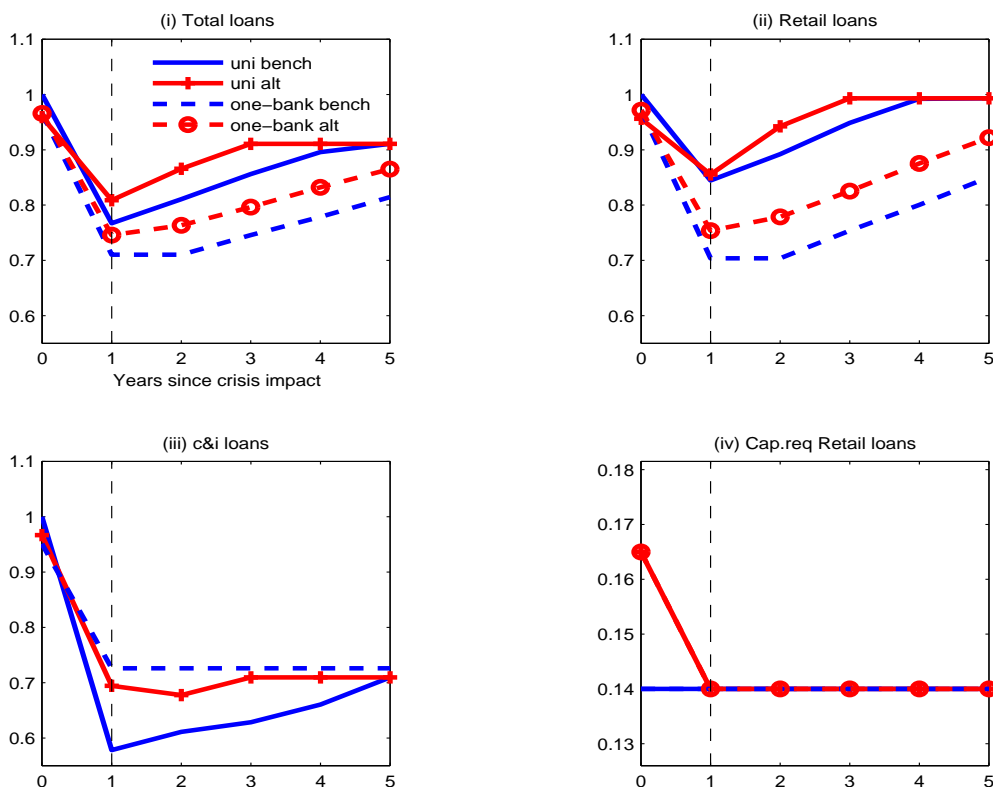 (i) Total loans
1.1
1
0.9
0.8
0.7
0.6
uni bench
uni alt
one−bank bench
one−bank alt
0 1 2 3 4 5
Years since crisis impact
(ii) Retail loans
1.1
1
0.9
0.8
0.7
0.6
0 1 2 3 4 5
(iii) c&i loans
1.1
1
0.9
0.8
0.7
0.6
0 1 2 3 4 5
(iv) Cap.req Retail loans
0.18
0.17
0.16
0.15
0.14
0.13
0 1 2 3 4 5